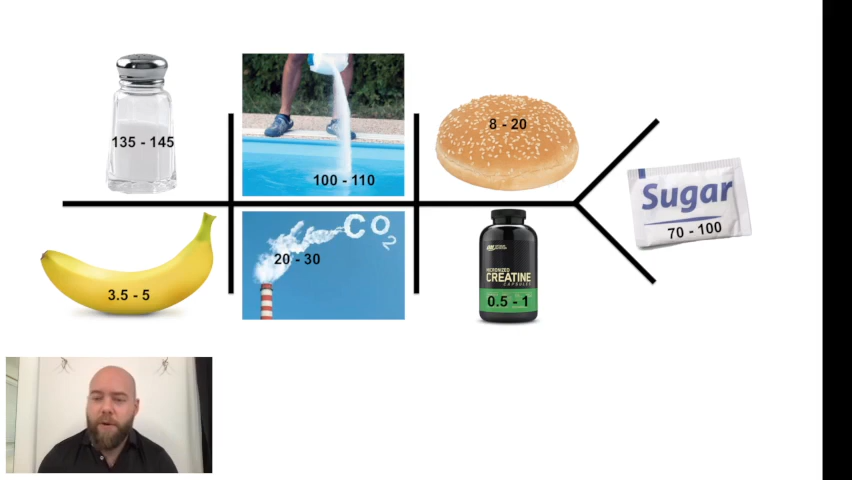 135 - 145
100 - 110
8 - 20
Sugar
70 - 100
3.5 - 5
CO2
20 - 30
ON
MICRONIZED
CREATINE
CAPSULES
0.5 - 1